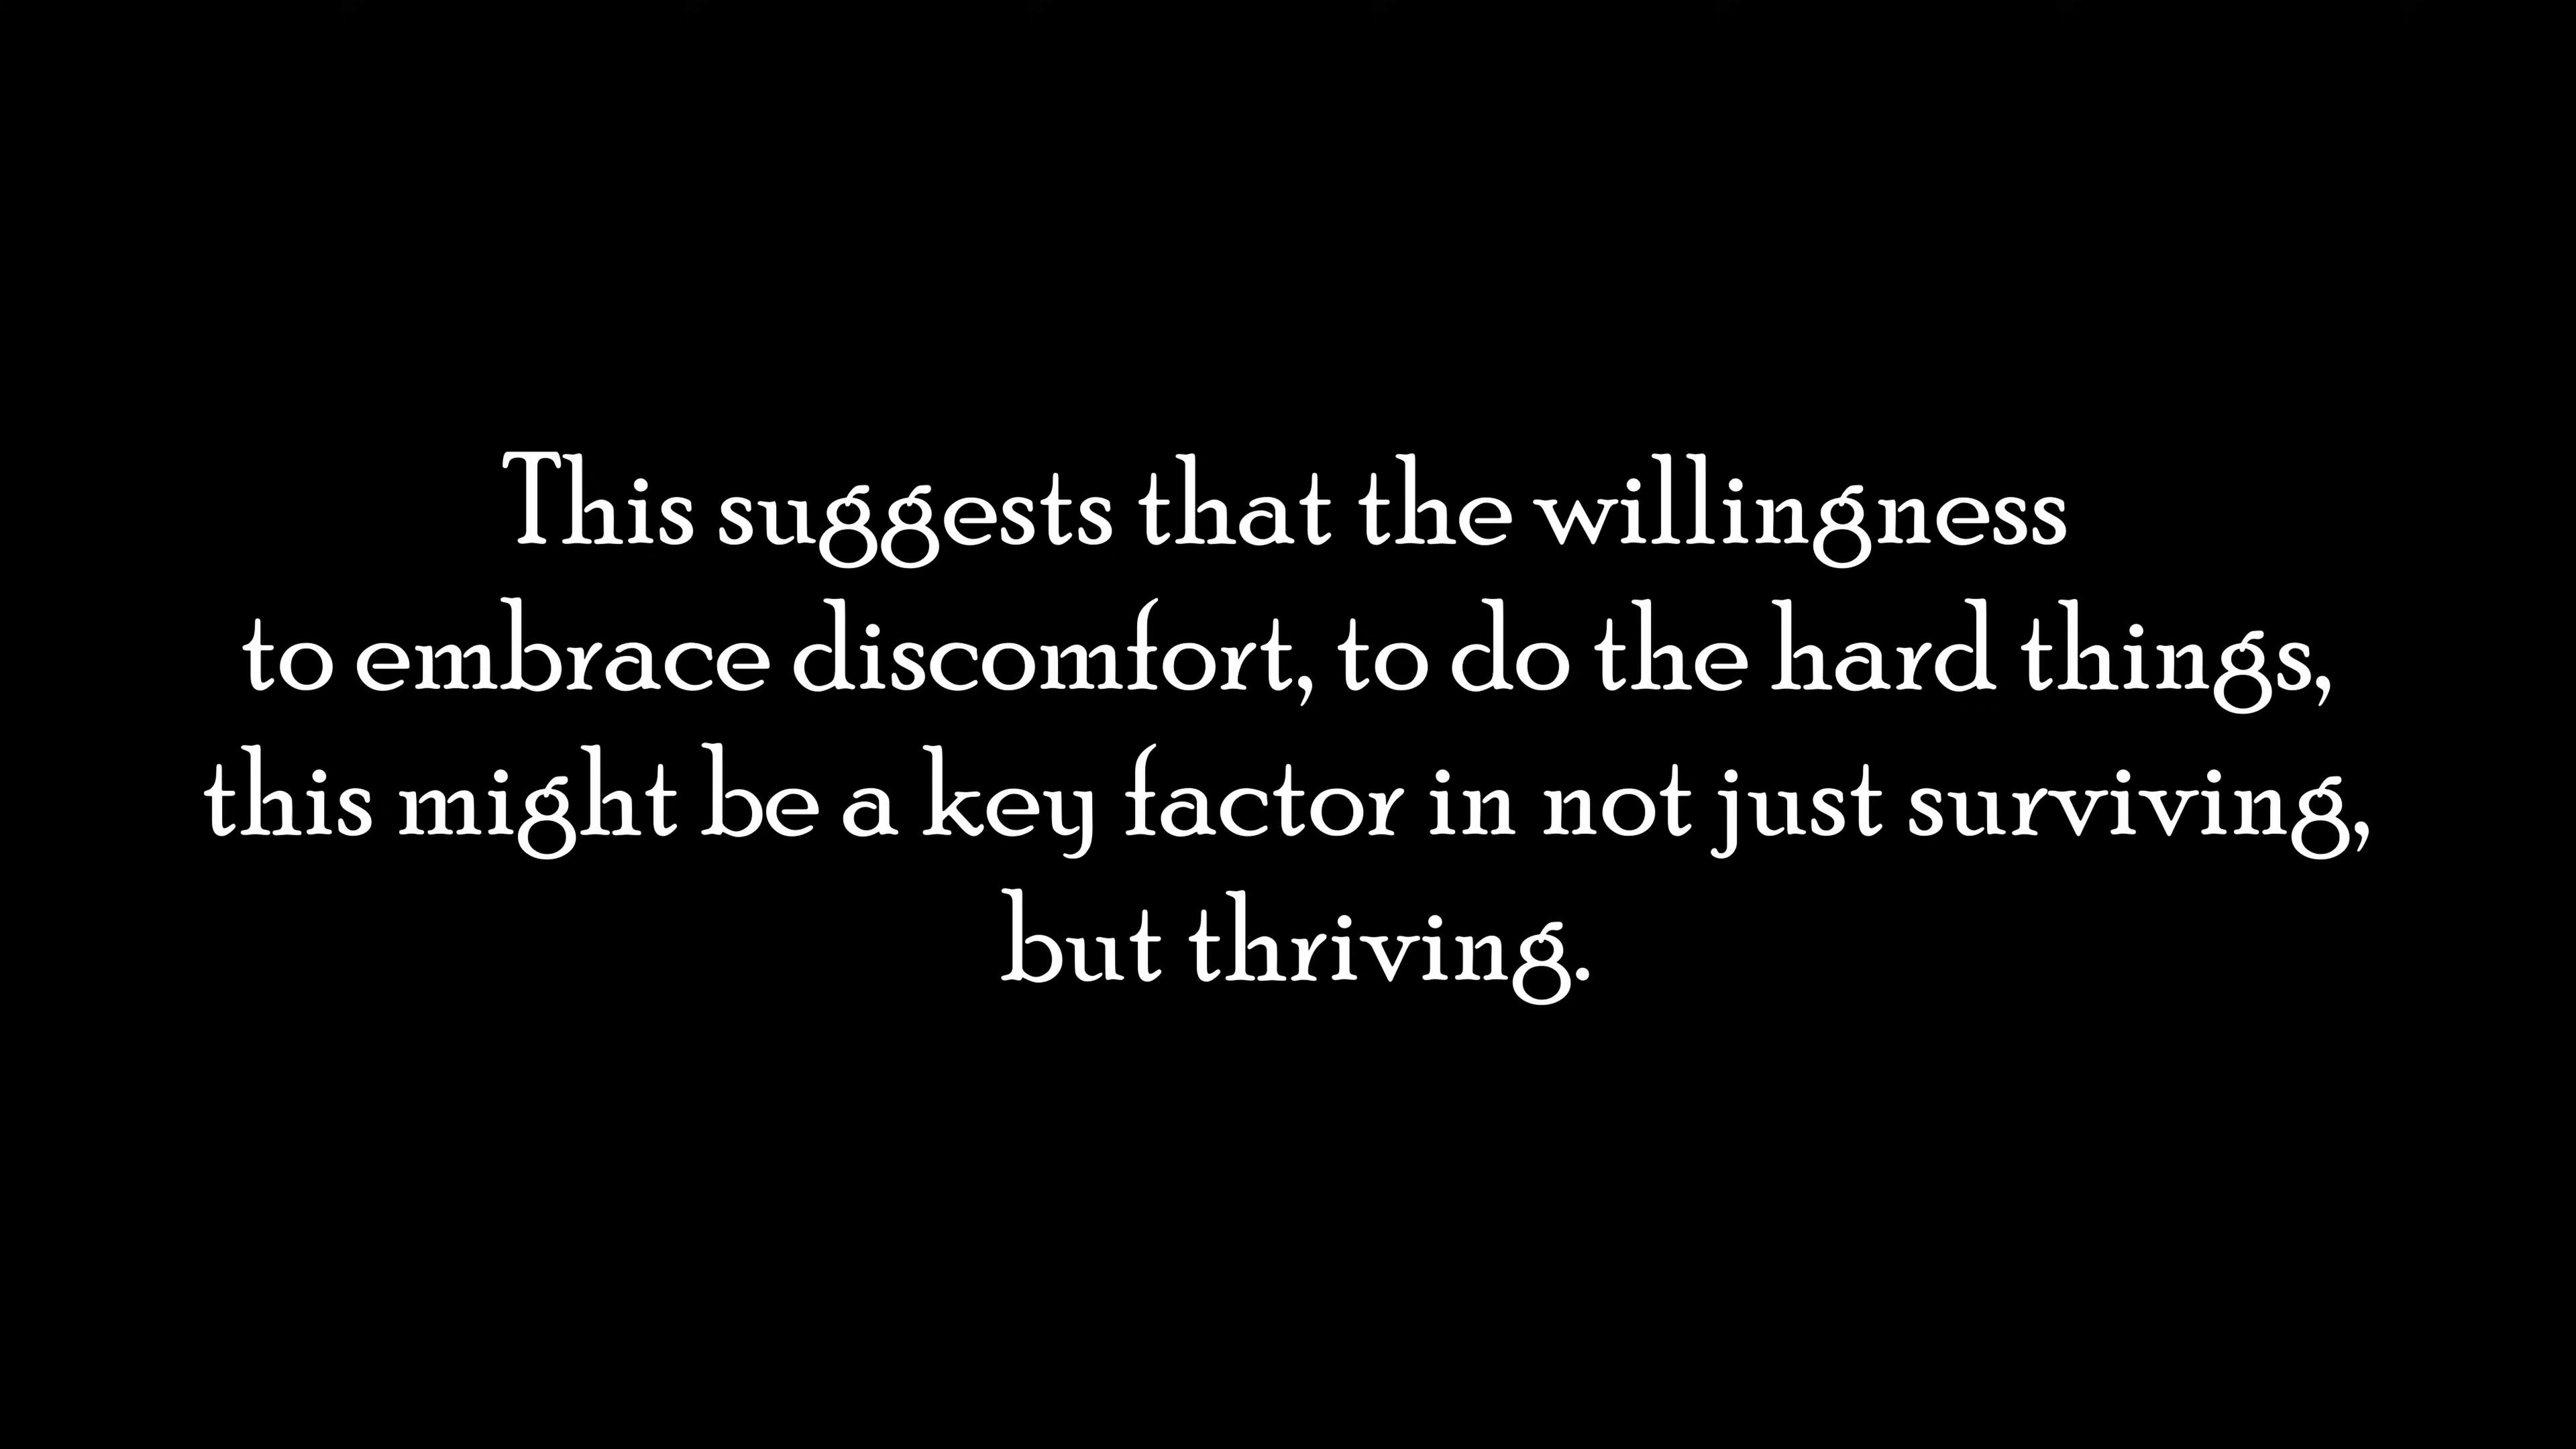 This suggests that the willingness
to embrace discomfort, to do the hard things,
this might be a key factor in not just surviving,
but thriving.